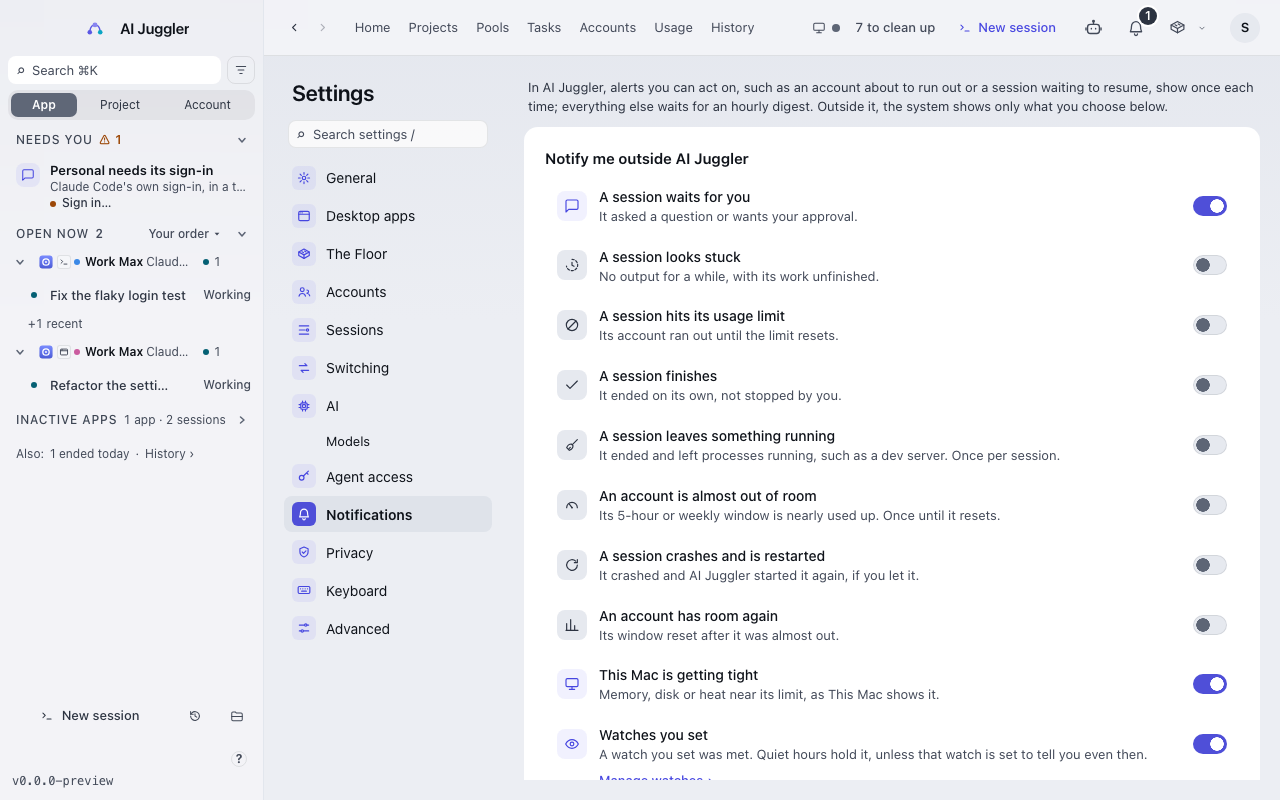 AI Juggler
Search ⌘K
App Project Account
NEEDS YOU 1
Personal needs its sign-in
Claude Code's own sign-in, in a t...
Sign in...
OPEN NOW 2 Your order
Work Max Claud... 1
Fix the flaky login test Working
+1 recent
Work Max Claud... 1
Refactor the setti... Working
INACTIVE APPS 1 app · 2 sessions
Also: 1 ended today · History ›
New session
?
v0.0.0-preview
Home Projects Pools Tasks Accounts Usage History
7 to clean up
New session
1
S
Settings
Search settings /
General
Desktop apps
The Floor
Accounts
Sessions
Switching
AI
Models
Agent access
Notifications
Privacy
Keyboard
Advanced
In AI Juggler, alerts you can act on, such as an account about to run out or a session waiting to resume, show once each
time; everything else waits for an hourly digest. Outside it, the system shows only what you choose below.
Notify me outside AI Juggler
A session waits for you
It asked a question or wants your approval.
A session looks stuck
No output for a while, with its work unfinished.
A session hits its usage limit
Its account ran out until the limit resets.
A session finishes
It ended on its own, not stopped by you.
A session leaves something running
It ended and left processes running, such as a dev server. Once per session.
An account is almost out of room
Its 5-hour or weekly window is nearly used up. Once until it resets.
A session crashes and is restarted
It crashed and AI Juggler started it again, if you let it.
An account has room again
Its window reset after it was almost out.
This Mac is getting tight
Memory, disk or heat near its limit, as This Mac shows it.
Watches you set
A watch you set was met. Quiet hours hold it, unless that watch is set to tell you even then.
Manage watches ›